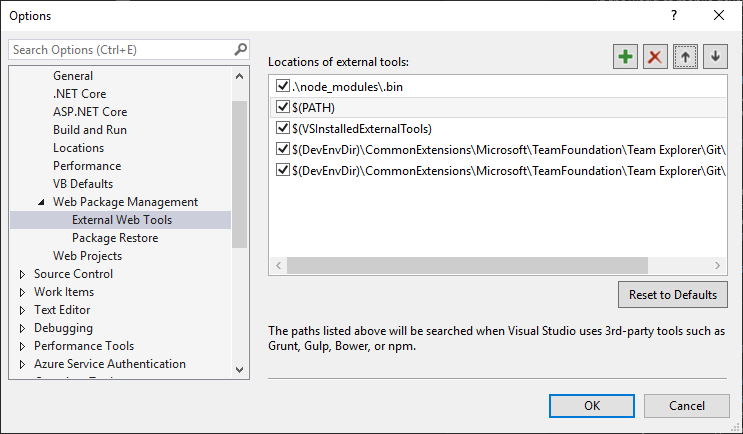 Options
?
Search Options (Ctrl+E)
General
.NET Core
ASP.NET Core
Build and Run
Locations
Performance
VB Defaults
Web Package Management
External Web Tools
Package Restore
Web Projects
Source Control
Work Items
Text Editor
Debugging
Performance Tools
Azure Service Authentication
Locations of external tools:
.\node_modules\.bin
$(PATH)
$(VSInstalledExternalTools)
$(DevEnvDir)\CommonExtensions\Microsoft\TeamFoundation\Team Explorer\Git\
$(DevEnvDir)\CommonExtensions\Microsoft\TeamFoundation\Team Explorer\Git\
Reset to Defaults
The paths listed above will be searched when Visual Studio uses 3rd-party tools such as
Grunt, Gulp, Bower, or npm.
OK
Cancel